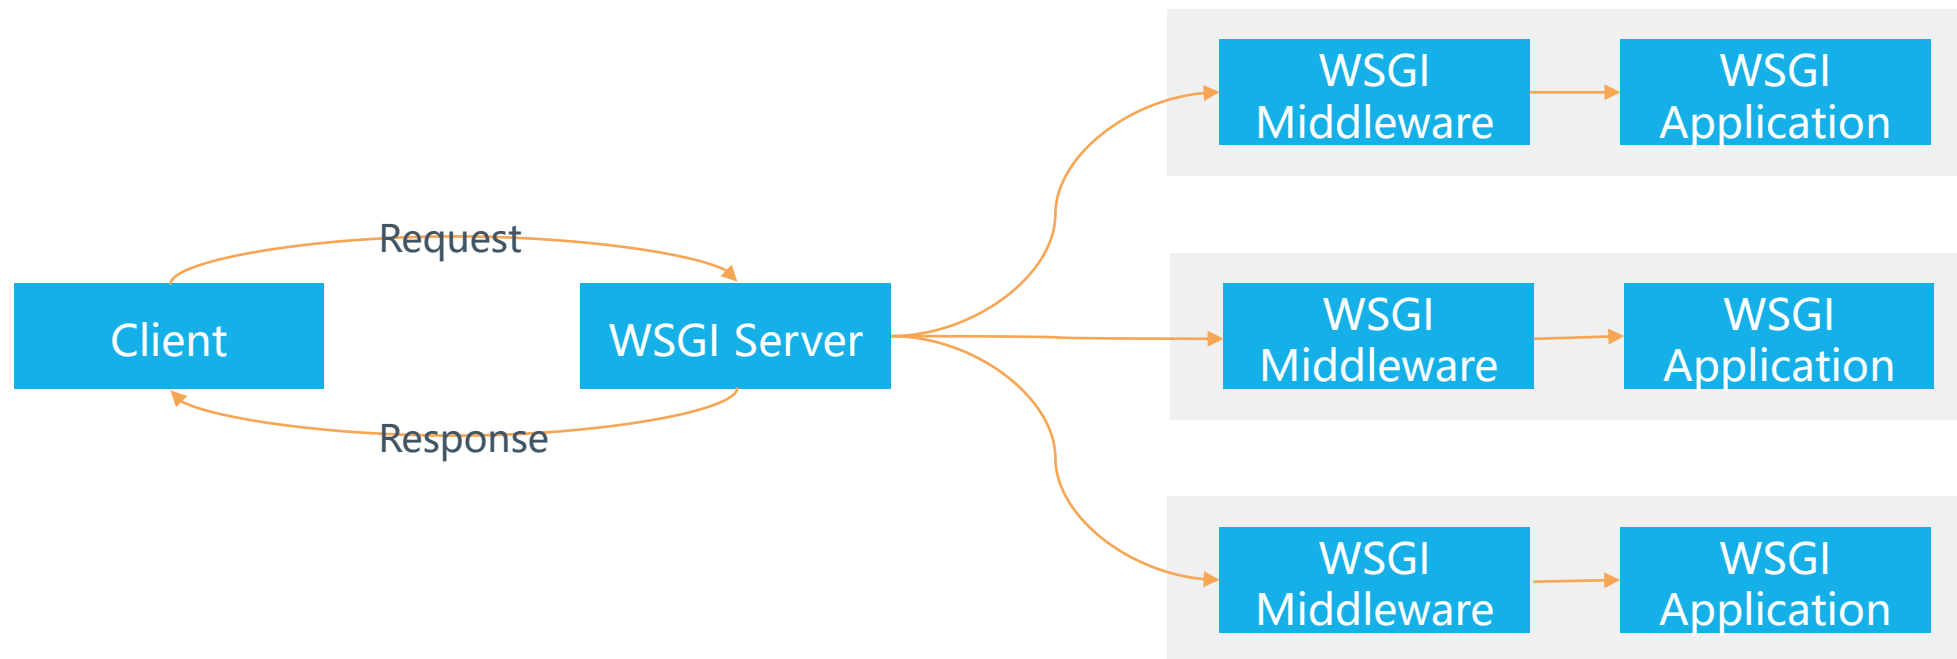 Request
Client
WSGI Server
Response
WSGI
Middleware
WSGI
Application
WSGI
Middleware
WSGI
Application
WSGI
Middleware
WSGI
Application